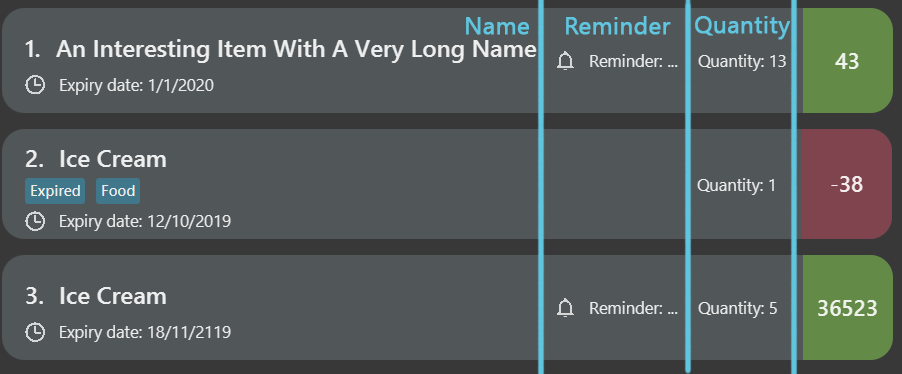 Name Reminder Quantity
1. An Interesting Item With A Very Long Name
Reminder: ... Quantity: 13 43
Expiry date: 1/1/2020
2. Ice Cream
Expired Food
Quantity: 1 -38
Expiry date: 12/10/2019
3. Ice Cream
Reminder: ... Quantity: 5 36523
Expiry date: 18/11/2119